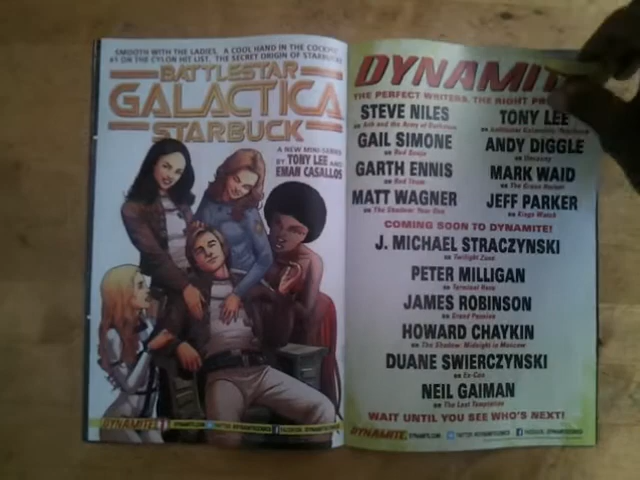 SMOOTH WITH THE LADIES. A COOL HAND IN THE COCKPIT
#1 ON THE CYLON HIT LIST. THE SECRET ORIGIN OF STARBUCK
BATTLESTAR
GALACTICA
STARBUCK
A NEW MINI-SERIES
BY TONY LEE AND
EMAN CASALLOS
DYNAMITE
DYNAMITE
THE PERFECT WRITERS. THE RIGHT
STEVE NILES
on Ash and the Army of Darkness
GAIL SIMONE
on Red Sonja
GARTH ENNIS
on Red Team
MATT WAGNER
on The Shadow: Year One
TONY LEE
on Battlestar Galactica: Starbuck
ANDY DIGGLE
on Uncanny
MARK WAID
on The Green Hornet
JEFF PARKER
on Kings Watch
COMING SOON TO DYNAMITE!
J. MICHAEL STRACZYNSKI
on Twilight Zone
PETER MILLIGAN
on Terminal Hero
JAMES ROBINSON
on Grand Passion
HOWARD CHAYKIN
on The Shadow: Midnight in Moscow
DUANE SWIERCZYNSKI
on Ex-Con
NEIL GAIMAN
on The Last Temptation
WAIT UNTIL YOU SEE WHO'S NEXT!
DYNAMITE